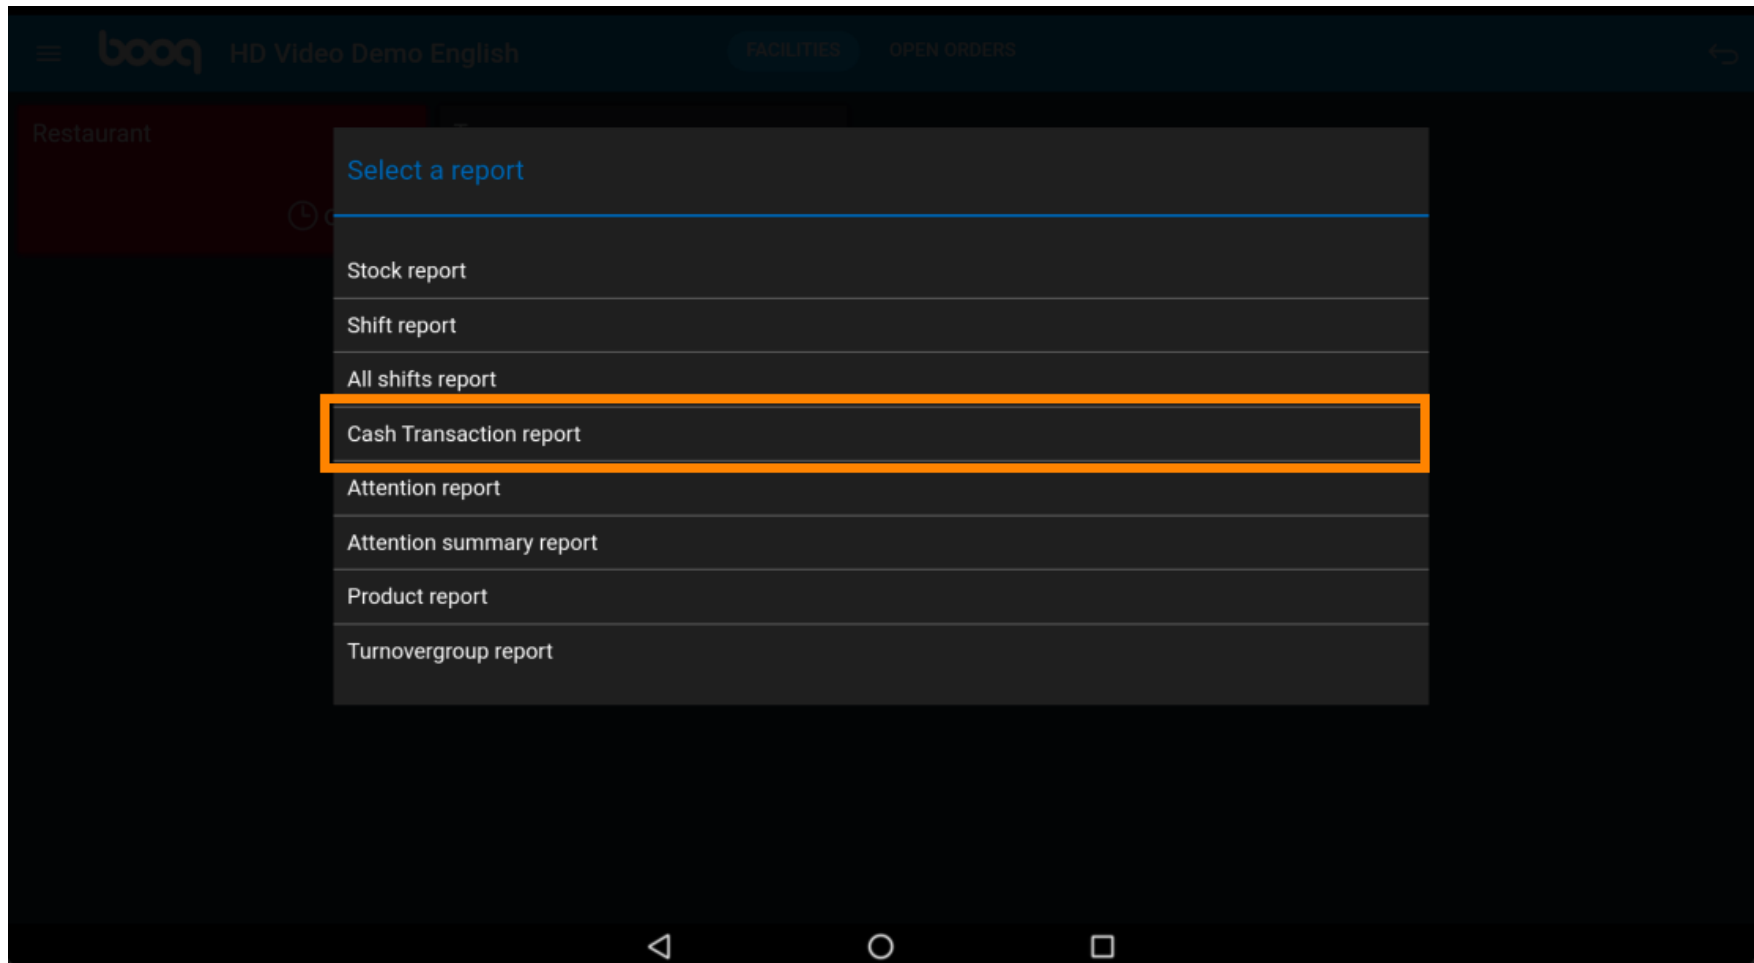 booq HD Video Demo English FACILITIES OPEN ORDERS
Restaurant
Select a report
Stock report
Shift report
All shifts report
Cash Transaction report
Attention report
Attention summary report
Product report
Turnovergroup report